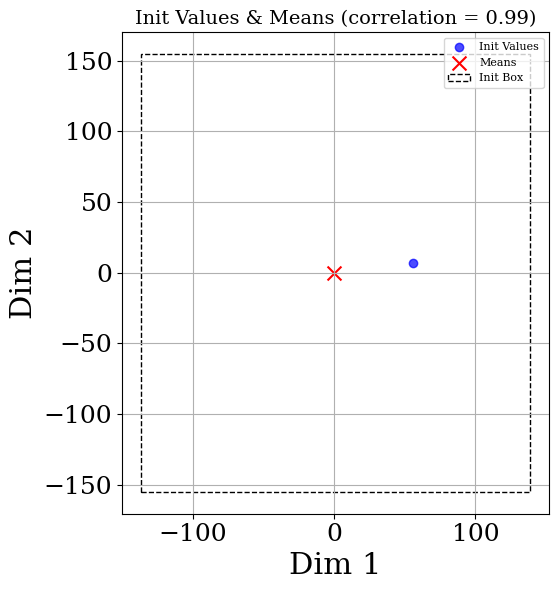 Init Values & Means (correlation = 0.99)
Init Values
Means
Init Box
150
100
50
0
−50
−100
−150
Dim 2
−100 0 100
Dim 1